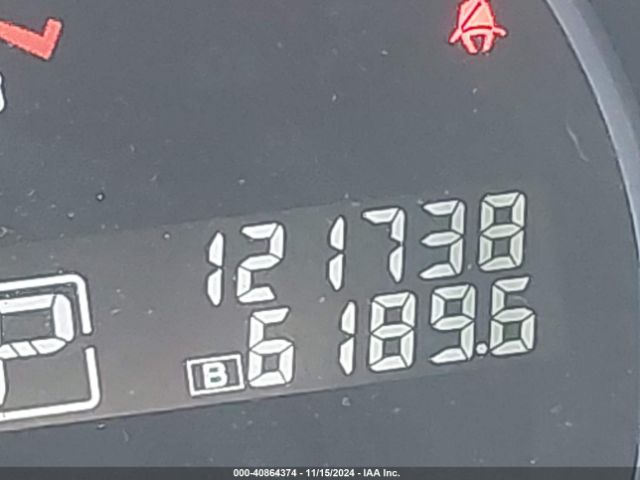 121738
P
B 6189.6
000-40864374 - 11/15/2024 - IAA Inc.